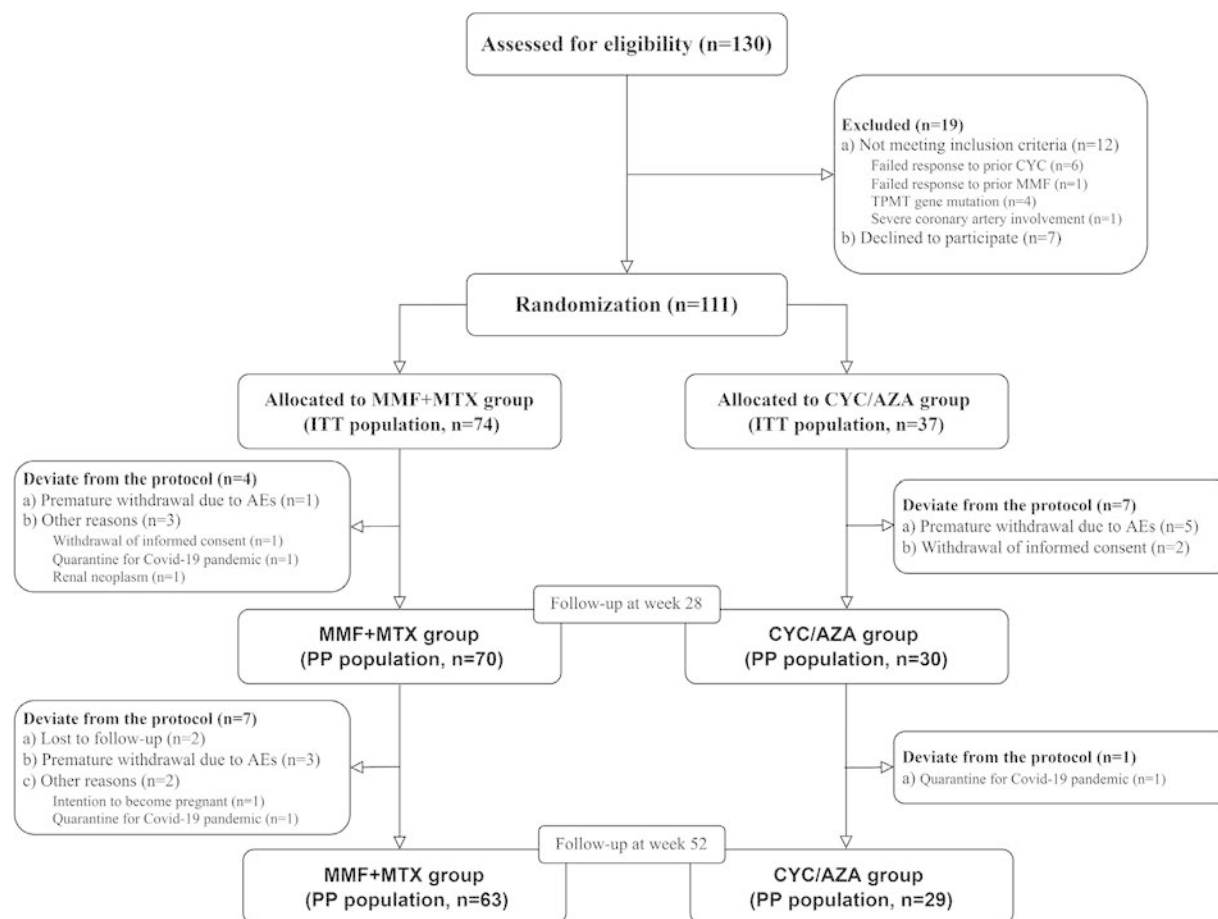 Assessed for eligibility (n=130)
Excluded (n=19)
a) Not meeting inclusion criteria (n=12)
Failed response to prior CYC (n=6)
Failed response to prior MMF (n=1)
TPMT gene mutation (n=4)
Severe coronary artery involvement (n=1)
b) Declined to participate (n=7)
Randomization (n=111)
Allocated to MMF+MTX group
(ITT population, n=74)
Allocated to CYC/AZA group
(ITT population, n=37)
Deviate from the protocol (n=4)
a) Premature withdrawal due to AEs (n=1)
b) Other reasons (n=3)
Withdrawal of informed consent (n=1)
Quarantine for Covid-19 pandemic (n=1)
Renal neoplasm (n=1)
Deviate from the protocol (n=7)
a) Premature withdrawal due to AEs (n=5)
b) Withdrawal of informed consent (n=2)
Follow-up at week 28
MMF+MTX group
(PP population, n=70)
CYC/AZA group
(PP population, n=30)
Deviate from the protocol (n=7)
a) Lost to follow-up (n=2)
b) Premature withdrawal due to AEs (n=3)
c) Other reasons (n=2)
Intention to become pregnant (n=1)
Quarantine for Covid-19 pandemic (n=1)
Deviate from the protocol (n=1)
a) Quarantine for Covid-19 pandemic (n=1)
Follow-up at week 52
MMF+MTX group
(PP population, n=63)
CYC/AZA group
(PP population, n=29)